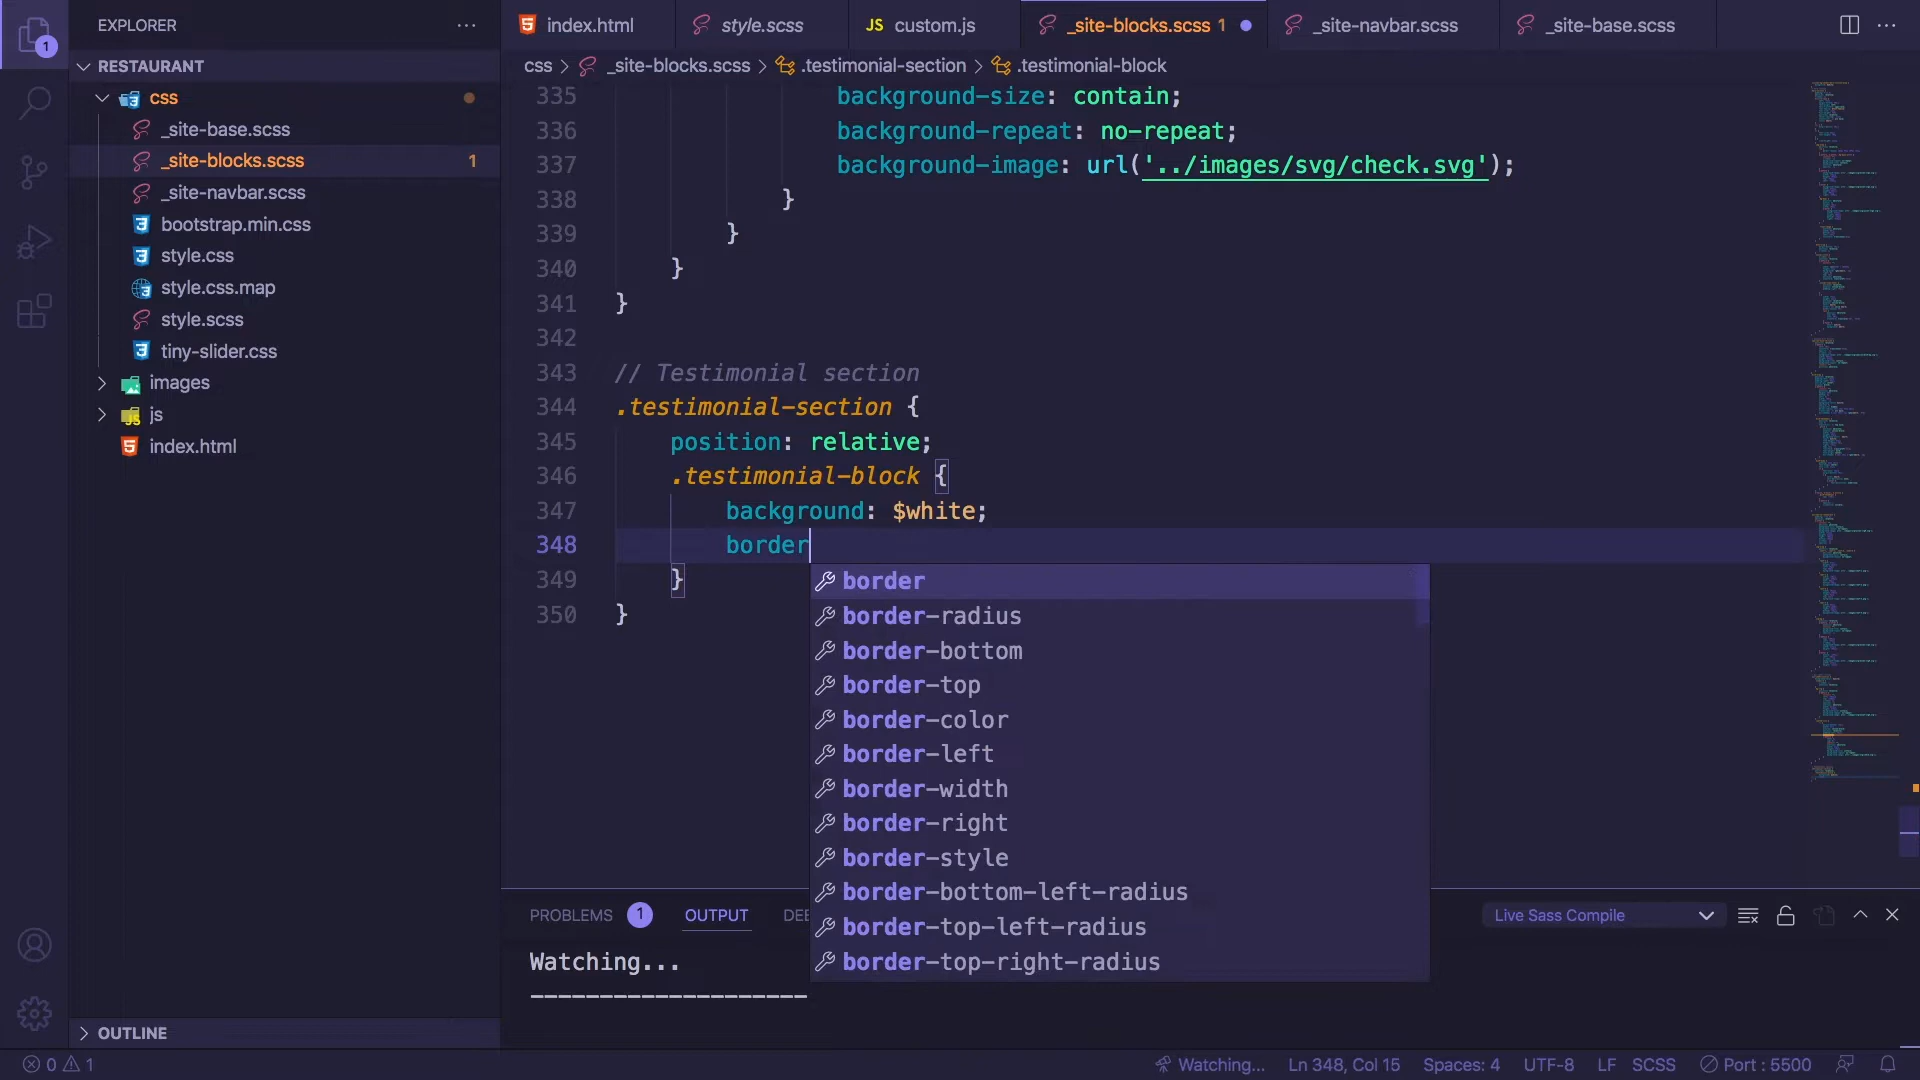 EXPLORER
1
RESTAURANT
css
_site-base.scss
_site-blocks.scss 1
_site-navbar.scss
bootstrap.min.css
style.css
style.css.map
style.scss
tiny-slider.css
images
js
index.html
OUTLINE
index.html
style.scss
JS custom.js
_site-blocks.scss 1
_site-navbar.scss
_site-base.scss
css > _site-blocks.scss > .testimonial-section > .testimonial-block
335 background-size: contain;
336 background-repeat: no-repeat;
337 background-image: url('../images/svg/check.svg');
338 }
339 }
340 }
341 }
342
343 // Testimonial section
344 .testimonial-section {
345 position: relative;
346 .testimonial-block {
347 background: $white;
348 border
349 }
350 }
border
border-radius
border-bottom
border-top
border-color
border-left
border-width
border-right
border-style
border-bottom-left-radius
border-top-left-radius
border-top-right-radius
PROBLEMS 1 OUTPUT DEB
Live Sass Compile
Watching...
--------------------
0 1
Watching... Ln 348, Col 15 Spaces: 4 UTF-8 LF SCSS Port : 5500